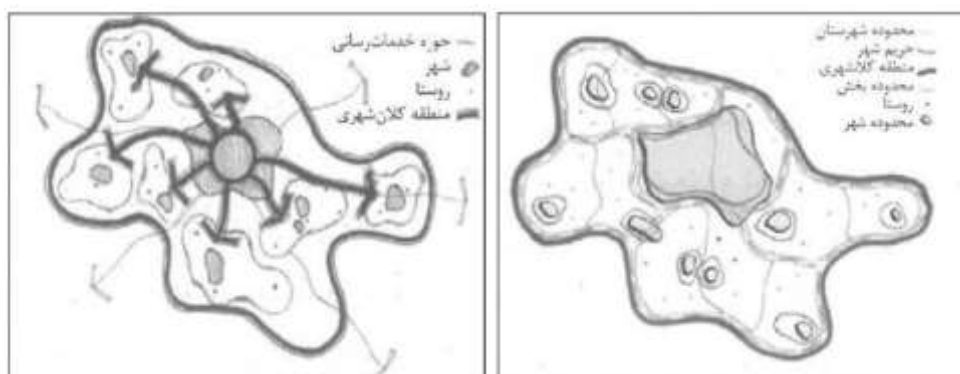 محدوده شهرستان
حریم شهر
منطقه کلانشهری
محدوده بخش
روستا
محدوده شهر
حوزه خدمات‌رسانی
شهر
روستا
منطقه کلان‌شهری